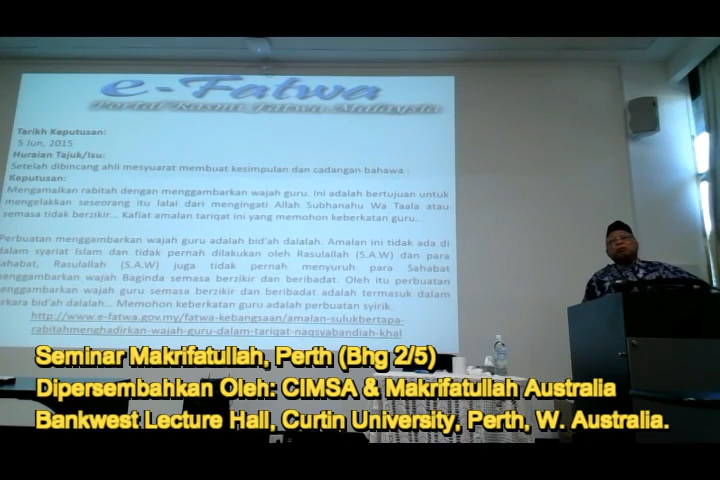 e-Fatwa
Portal Rasmi Fatwa Malaysia
Tarikh Keputusan:
5 Jun, 2015
Huraian Tajuk/Isu:
Setelah dibincang ahli mesyuarat membuat kesimpulan dan cadangan bahawa :
Keputusan:
Mengamalkan rabitah dengan menggambarkan wajah guru. Ini adalah bertujuan untuk
mengelakkan seseorang itu lalai dari mengingati Allah Subhanahu Wa Taala atau
semasa tidak berzikir... Kafiat amalan tariqat ini yang memohon keberkatan guru...
Perbuatan menggambarkan wajah guru adalah bid'ah dalalah. Amalan ini tidak ada di
dalam syariat Islam dan tidak pernah dilakukan oleh Rasulallah (S.A.W) dan para
Sahabat, Rasulallah (S.A.W) juga tidak pernah menyuruh para Sahabat
menggambarkan wajah Baginda semasa berzikir dan beribadat. Oleh itu perbuatan
menggambarkan wajah guru semasa berzikir dan beribadat adalah termasuk dalam
perkara bid'ah dalalah... Memohon keberkatan guru adalah perbuatan syirik.
http://www.e-fatwa.gov.my/fatwa-kebangsaan/amalan-sulukbertapa-
rabitahmenghadirkan-wajah-guru-dalam-tariqat-naqsyabandiah-khal
Seminar Makrifatullah, Perth (Bhg 2/5)
Dipersembahkan Oleh: CIMSA & Makrifatullah Australia
Bankwest Lecture Hall, Curtin University, Perth, W. Australia.